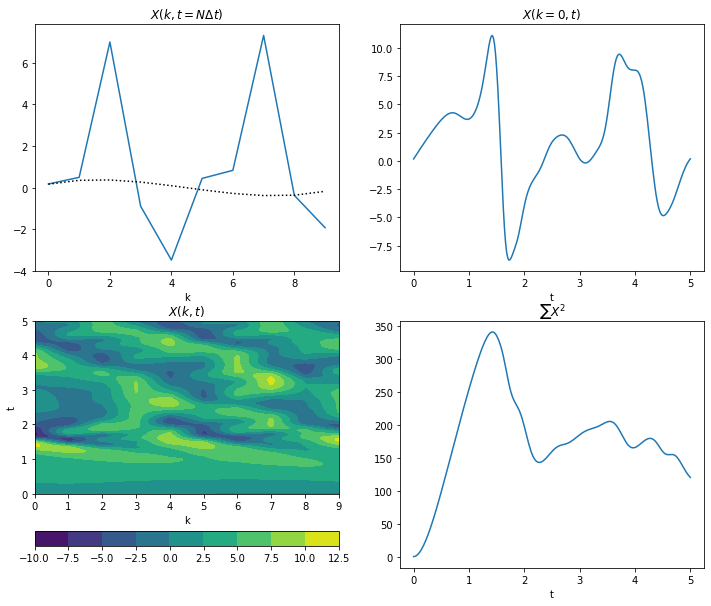 X(k, t = NΔt)
6
4
2
0
−2
−4
0 2 4 6 8
k
X(k = 0, t)
10.0
7.5
5.0
2.5
0.0
−2.5
−5.0
−7.5
0 1 2 3 4 5
t
X(k, t)
5
4
3
2
1
0
t
0 1 2 3 4 5 6 7 8 9
k
−10.0 −7.5 −5.0 −2.5 0.0 2.5 5.0 7.5 10.0 12.5
∑X²
350
300
250
200
150
100
50
0
0 1 2 3 4 5
t